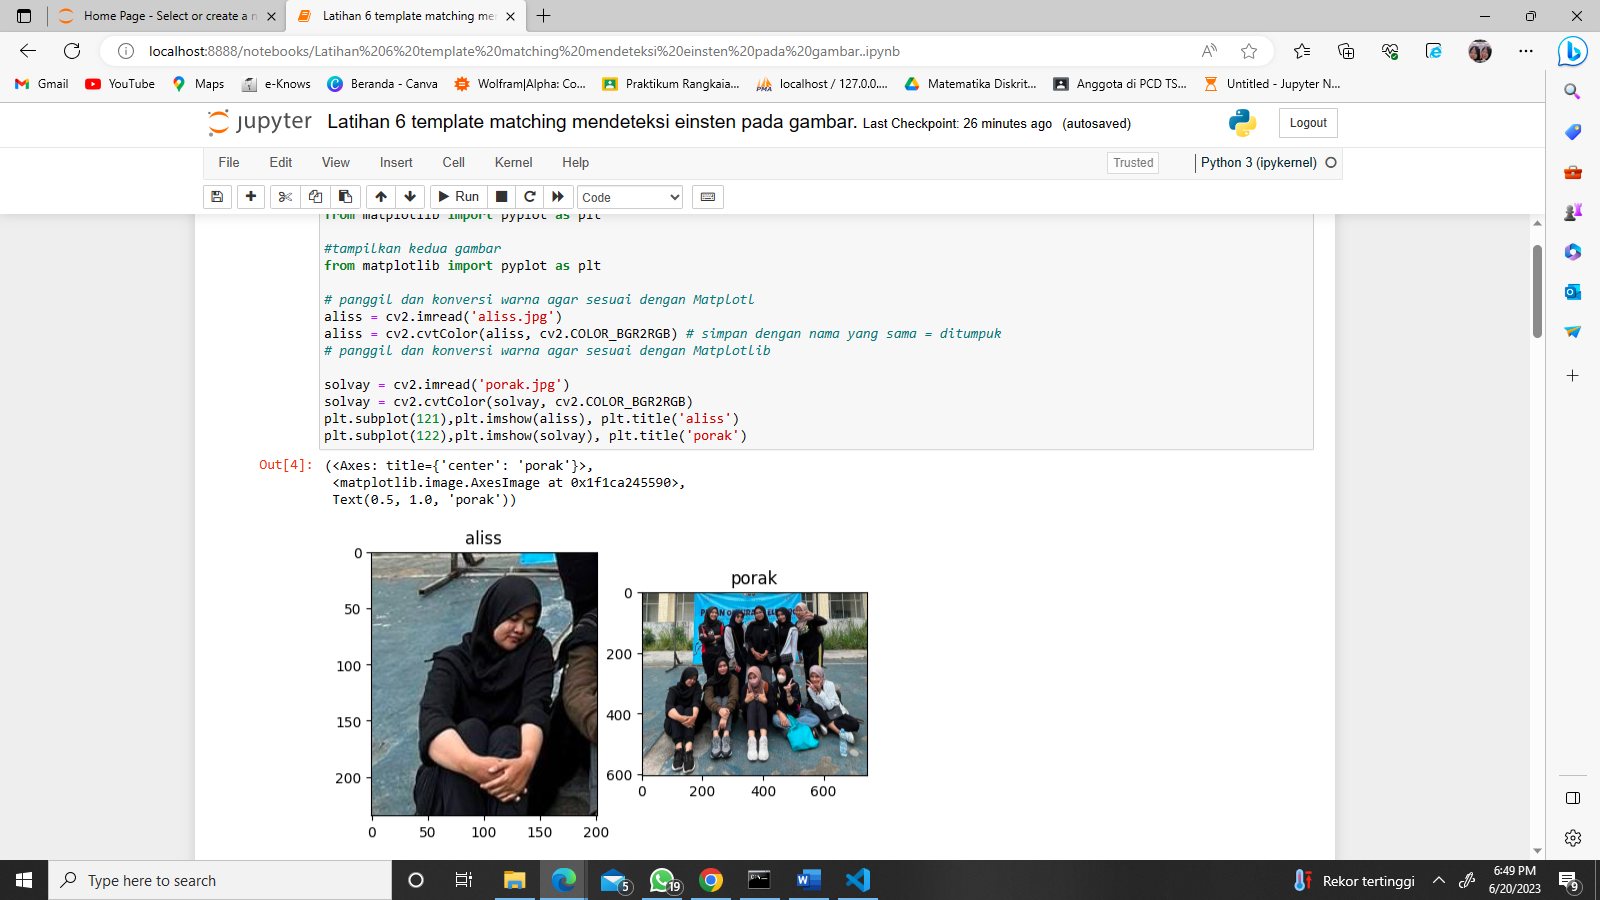 Home Page - Select or create a n
Latihan 6 template matching me
localhost:8888/notebooks/Latihan%206%20template%20matching%20mendeteksi%20einsten%20pada%20gambar..ipynb
Gmail YouTube Maps e-Knows Beranda - Canva Wolfram|Alpha: Co... Praktikum Rangkaia... localhost / 127.0.0.... Matematika Diskrit... Anggota di PCD TS... Untitled - Jupyter N...
jupyter Latihan 6 template matching mendeteksi einsten pada gambar. Last Checkpoint: 26 minutes ago (autosaved) Logout
File Edit View Insert Cell Kernel Help Trusted Python 3 (ipykernel)
Run Code
from matplotlib import pyplot as plt
#tampilkan kedua gambar
from matplotlib import pyplot as plt
# panggil dan konversi warna agar sesuai dengan Matplotl
aliss = cv2.imread('aliss.jpg')
aliss = cv2.cvtColor(aliss, cv2.COLOR_BGR2RGB) # simpan dengan nama yang sama = ditumpuk
# panggil dan konversi warna agar sesuai dengan Matplotlib
solvay = cv2.imread('porak.jpg')
solvay = cv2.cvtColor(solvay, cv2.COLOR_BGR2RGB)
plt.subplot(121),plt.imshow(aliss), plt.title('aliss')
plt.subplot(122),plt.imshow(solvay), plt.title('porak')
Out[4]: (<Axes: title={'center': 'porak'}>,
<matplotlib.image.AxesImage at 0x1f1ca245590>,
Text(0.5, 1.0, 'porak'))
aliss
0
50
100
150
200
0 50 100 150 200
porak
0
200
400
600
0 200 400 600
Type here to search
5
19
Rekor tertinggi
6:49 PM
6/20/2023
9